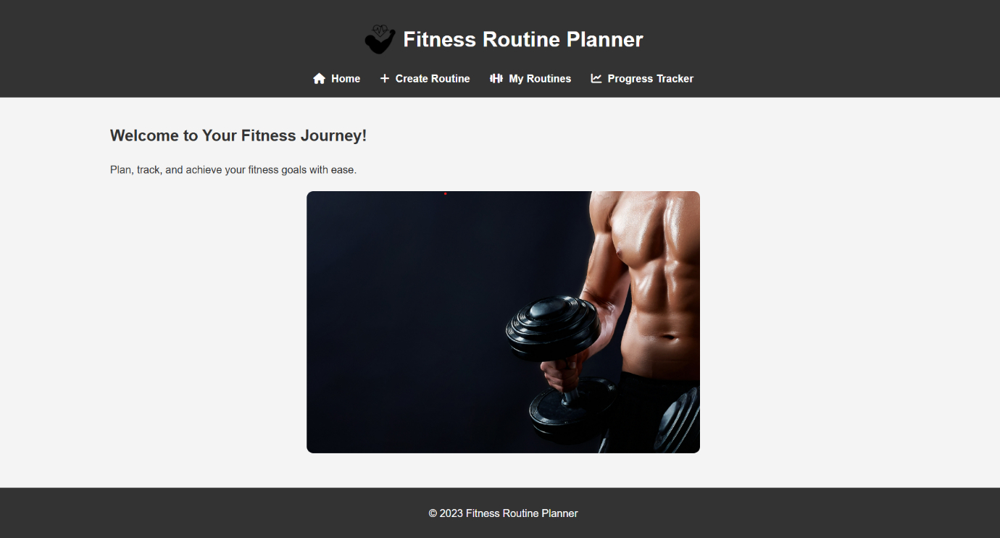 Fitness Routine Planner
Home Create Routine My Routines Progress Tracker
Welcome to Your Fitness Journey!
Plan, track, and achieve your fitness goals with ease.
© 2023 Fitness Routine Planner